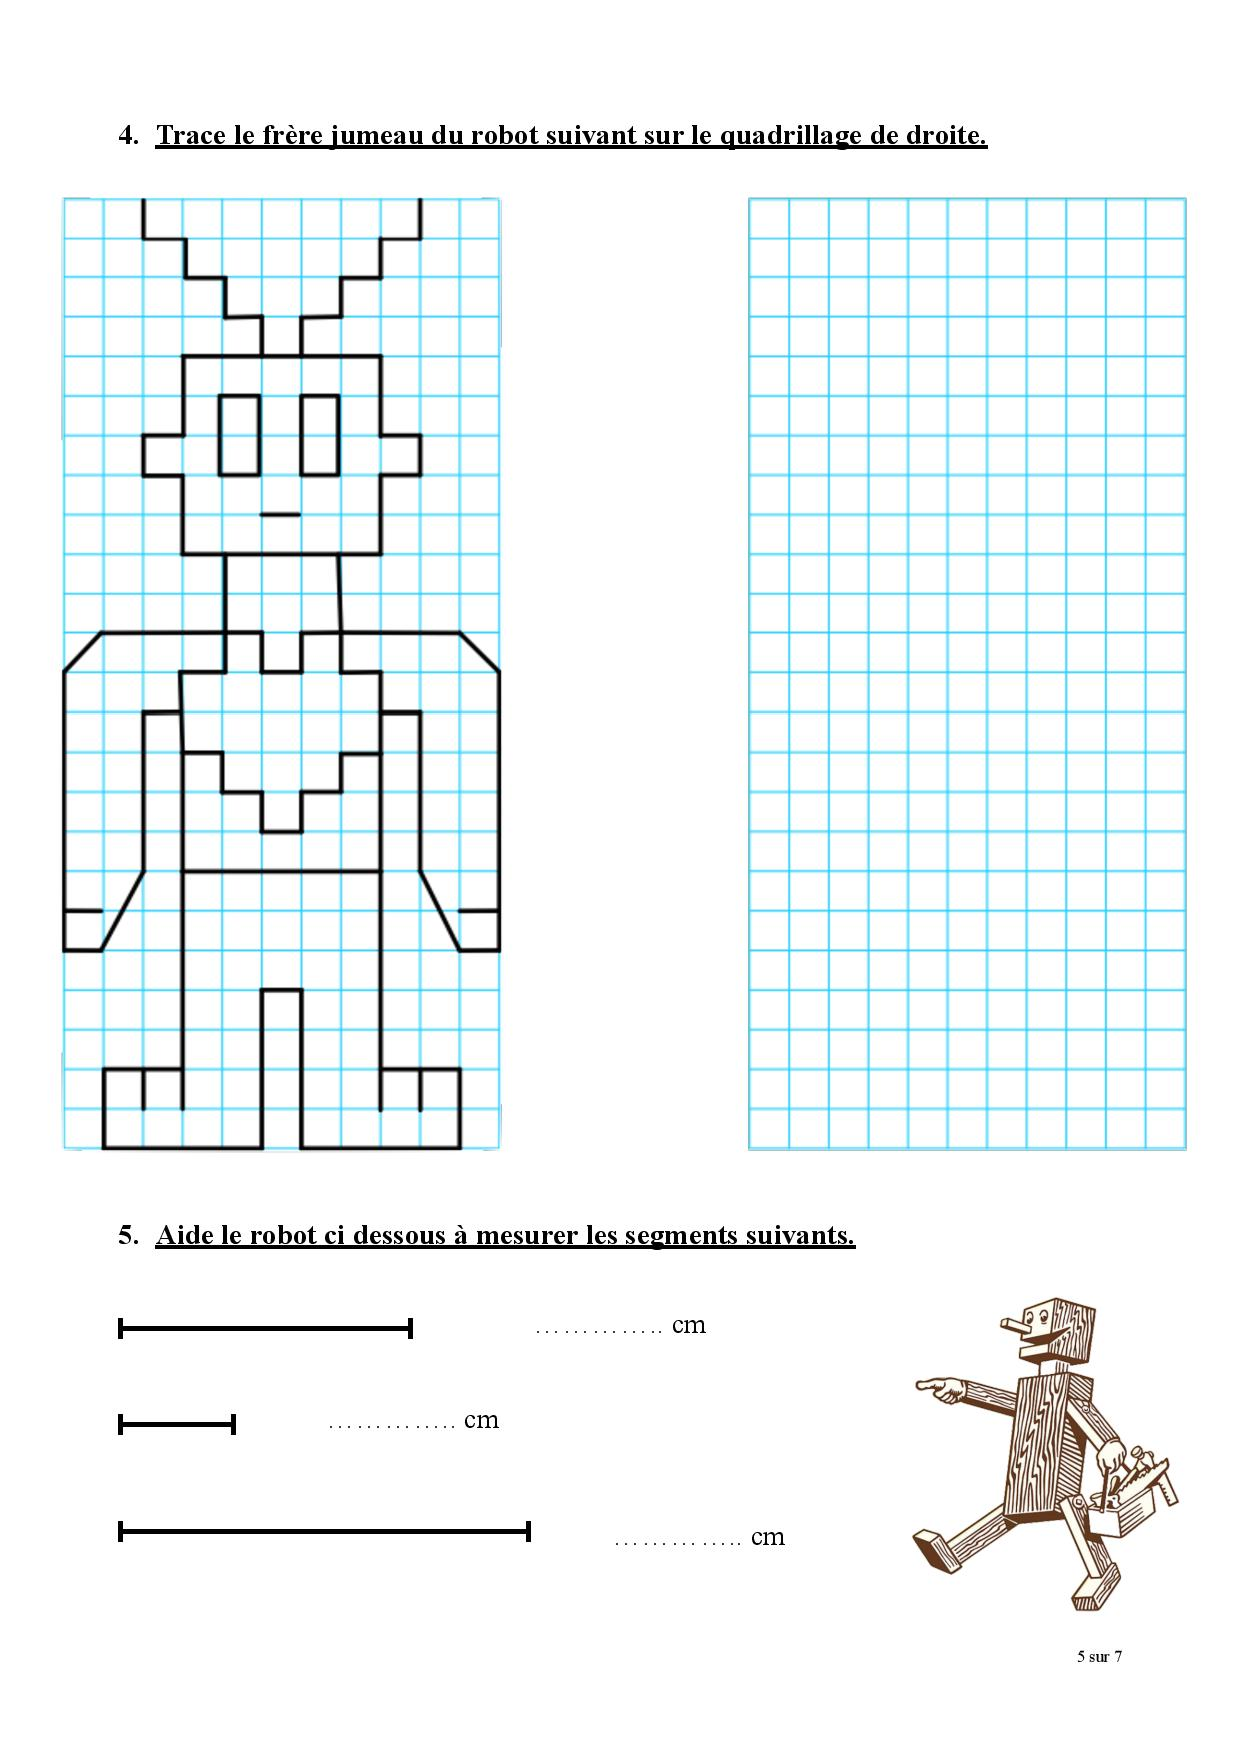 4. Trace le frère jumeau du robot suivant sur le quadrillage de droite.
5. Aide le robot ci dessous à mesurer les segments suivants.
………….. cm
………….. cm
………….. cm
5 sur 7